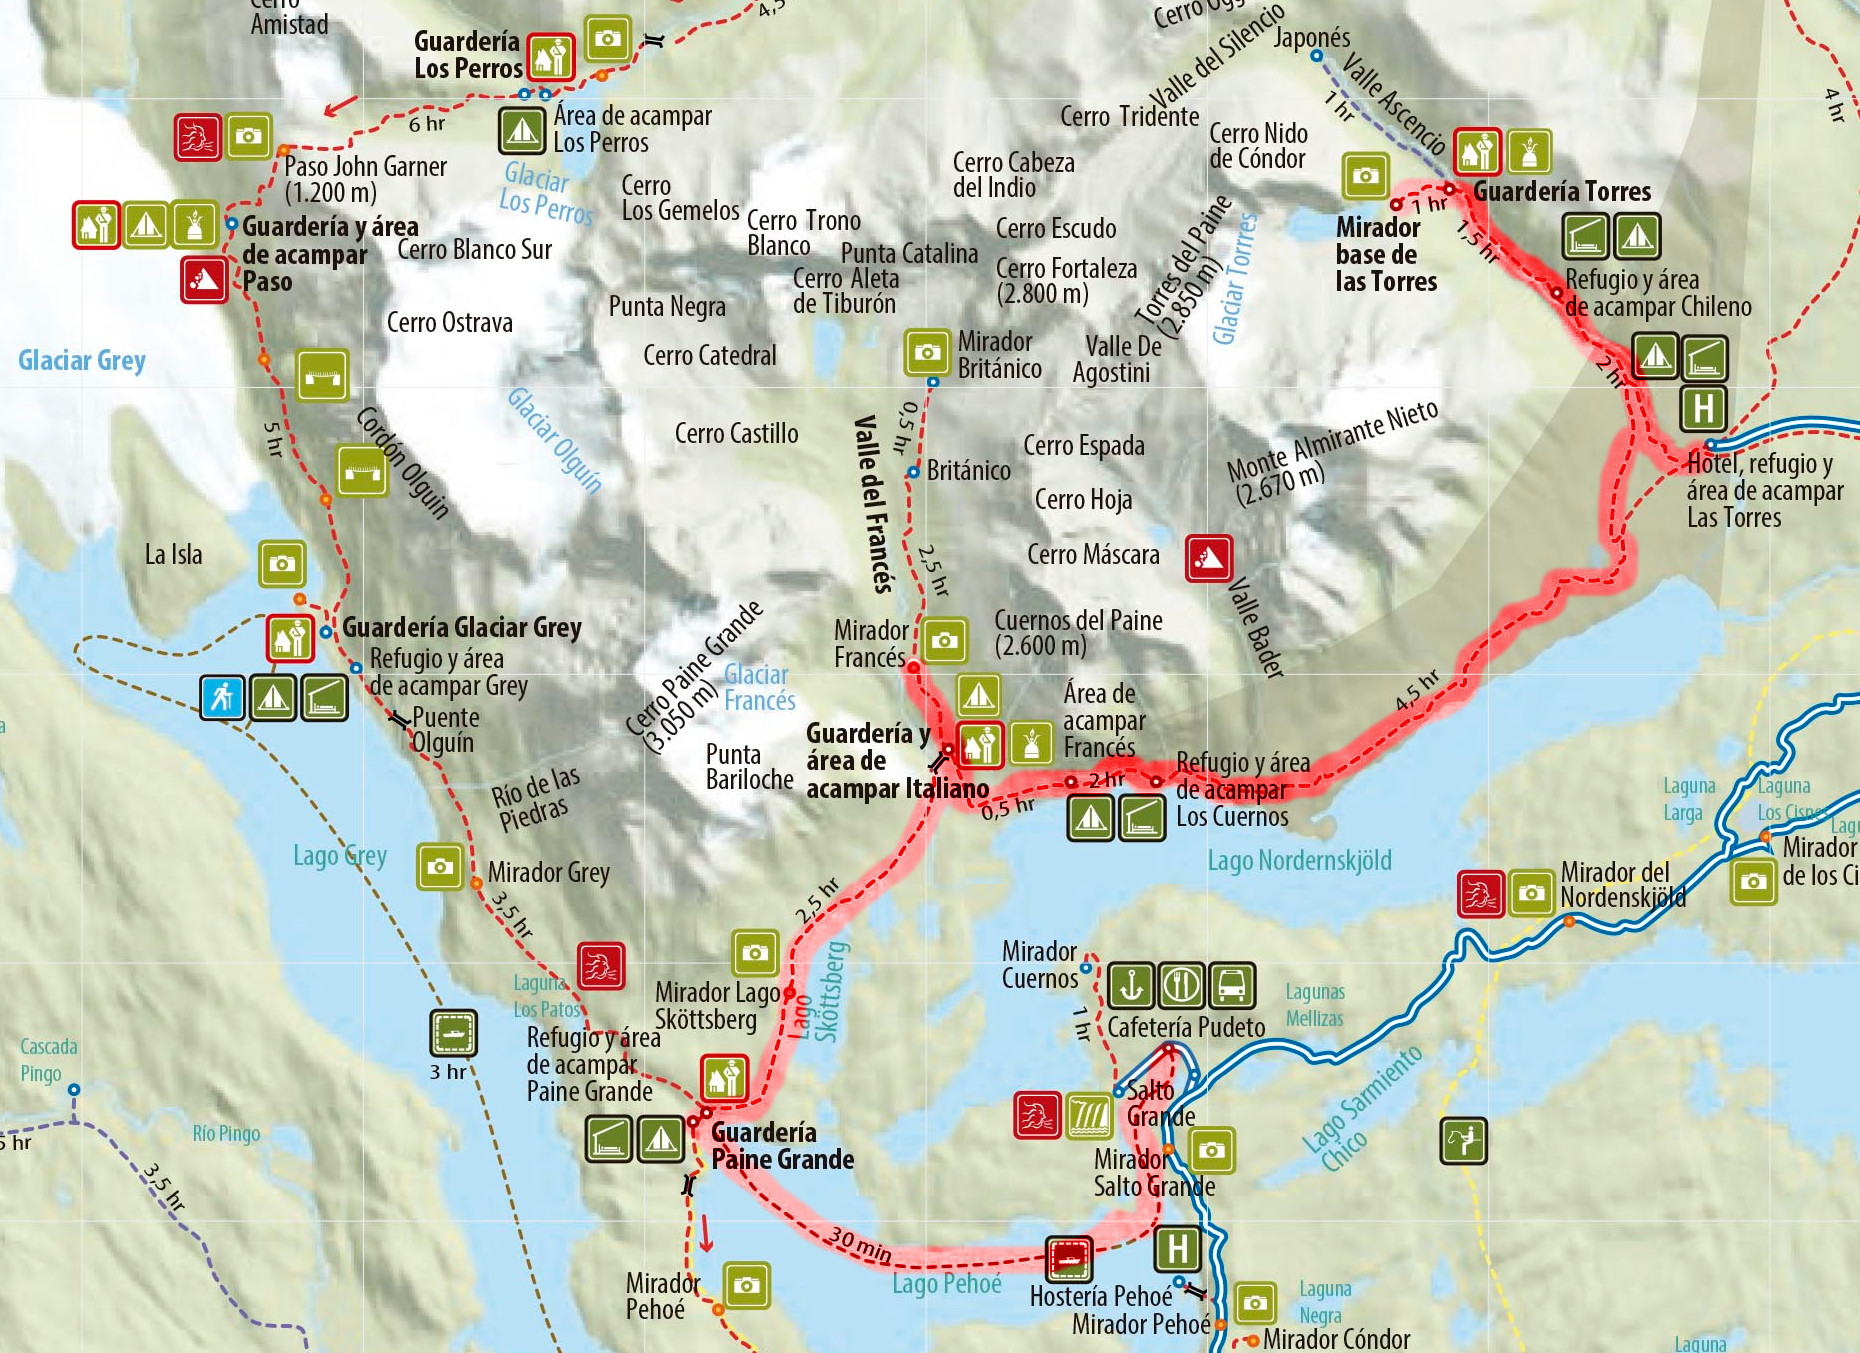 Cerro
Amistad
4,5
Guardería
Los Perros
6 hr
Área de acampar
Los Perros
Paso John Garner
(1.200 m)
Glaciar
Los Perros
Guardería y área
de acampar
Paso
Cerro Blanco Sur
Cerro
Los Gemelos
Cerro Trono
Blanco
Punta Catalina
Cerro Aleta
de Tiburón
Cerro Ostrava
Punta Negra
Cerro Catedral
Cerro Castillo
Glaciar Grey
Glaciar Olguín
Cordón Olguin
5 hr
La Isla
Valle del Silencio
Japonés
Valle Ascencio
1 hr
4 hr
Cerro Tridente
Cerro Nido
de Cóndor
Cerro Cabeza
del Indio
Cerro Escudo
Cerro Fortaleza
(2.800 m)
Torres del Paine
(2.850 m)
Glaciar Torrres
Guardería Torres
1 hr
1,5 hr
Mirador
base de
las Torres
Refugio y área
de acampar Chileno
2 hr
H
Hotel, refugio y
área de acampar
Las Torres
Mirador
Británico
Valle De
Agostini
0,5 hr
Valle del Francés
Británico
2,5 hr
Cerro Espada
Cerro Hoja
Cerro Máscara
Monte Almirante Nieto
(2.670 m)
Valle Bader
Cuernos del Paine
(2.600 m)
Mirador
Francés
Guardería Glaciar Grey
Refugio y área
de acampar Grey
Puente
Olguín
Cerro Paine Grande
(3.050 m)
Glaciar
Francés
Punta
Bariloche
Río de las
Piedras
Guardería y
área de
acampar Italiano
Área de
acampar
Francés
0,5 hr
2 hr
Refugio y área
de acampar
Los Cuernos
4,5 hr
Lago Nordernskjöld
Laguna
Larga
Laguna
Los Cisnes
Mirador
de los Ci
Mirador del
Nordenskjöld
Lago Grey
Mirador Grey
3,5 hr
2,5 hr
Laguna
Los Patos
Mirador Lago
Sköttsberg
Lago
Sköttsberg
Refugio y área
de acampar
Paine Grande
3 hr
Mirador
Cuernos
1 hr
Cafetería Pudeto
Lagunas
Mellizas
Lago Sarmiento
Chico
Salto
Grande
Mirador
Salto Grande
Cascada
Pingo
Río Pingo
5 hr
3,5 hr
Guardería
Paine Grande
30 min
Lago Pehoé
H
Hostería Pehoé
Mirador
Pehoé
Mirador Pehoé
Laguna
Negra
Mirador Cóndor
Laguna